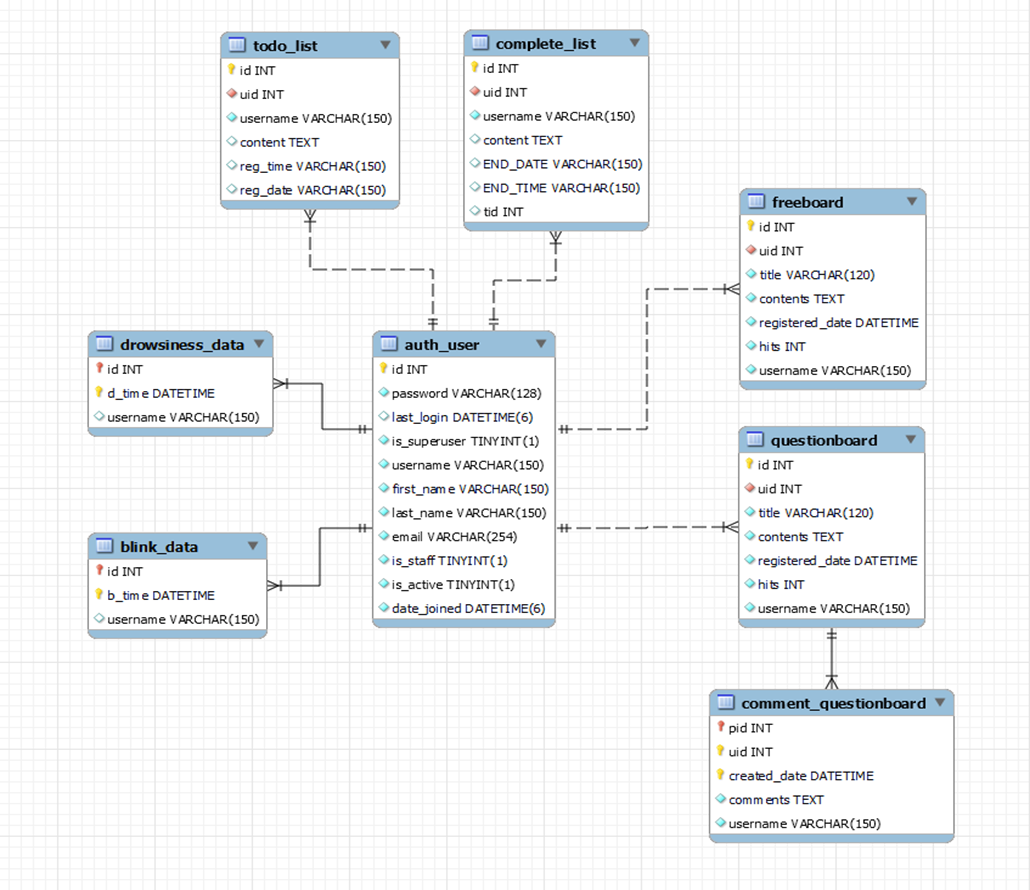 todo_list
id INT
uid INT
username VARCHAR(150)
content TEXT
reg_time VARCHAR(150)
reg_date VARCHAR(150)
complete_list
id INT
uid INT
username VARCHAR(150)
content TEXT
END_DATE VARCHAR(150)
END_TIME VARCHAR(150)
tid INT
freeboard
id INT
uid INT
title VARCHAR(120)
contents TEXT
registered_date DATETIME
hits INT
username VARCHAR(150)
drowsiness_data
id INT
d_time DATETIME
username VARCHAR(150)
auth_user
id INT
password VARCHAR(128)
last_login DATETIME(6)
is_superuser TINYINT(1)
username VARCHAR(150)
first_name VARCHAR(150)
last_name VARCHAR(150)
email VARCHAR(254)
is_staff TINYINT(1)
is_active TINYINT(1)
date_joined DATETIME(6)
questionboard
id INT
uid INT
title VARCHAR(120)
contents TEXT
registered_date DATETIME
hits INT
username VARCHAR(150)
blink_data
id INT
b_time DATETIME
username VARCHAR(150)
comment_questionboard
pid INT
uid INT
created_date DATETIME
comments TEXT
username VARCHAR(150)